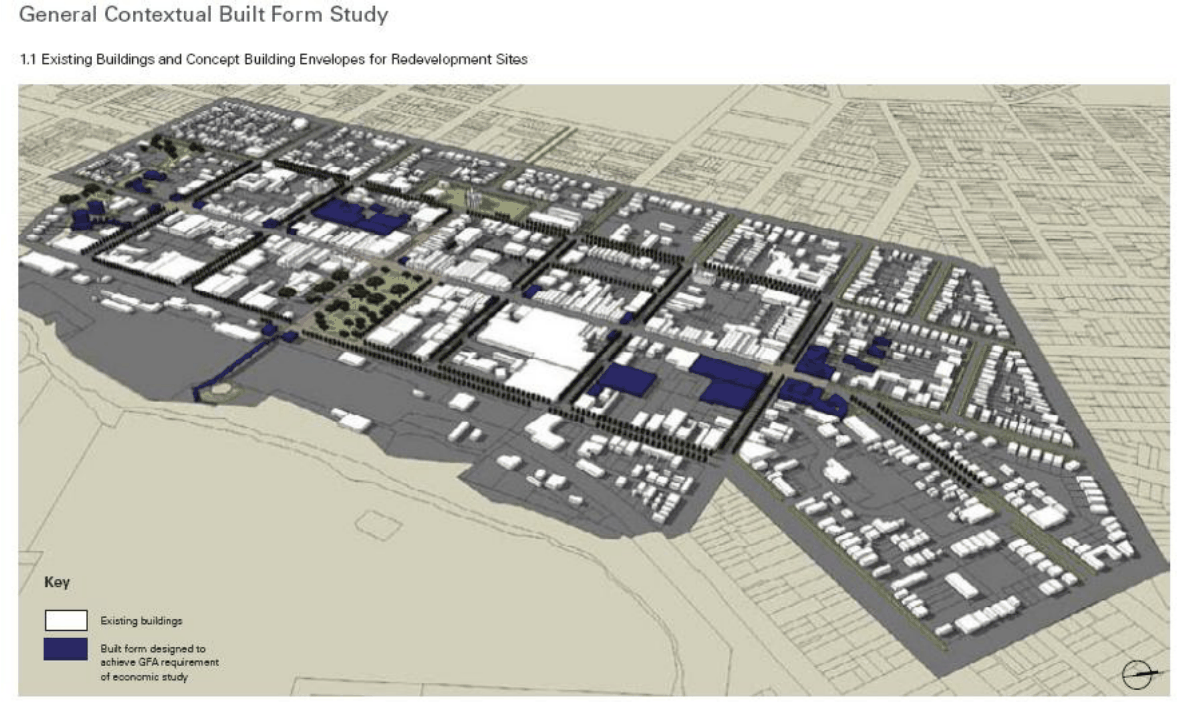 General Contextual Built Form Study
1.1 Existing Buildings and Concept Building Envelopes for Redevelopment Sites
Key
Existing buildings
Built form designed to
achieve GFA requirement
of economic study